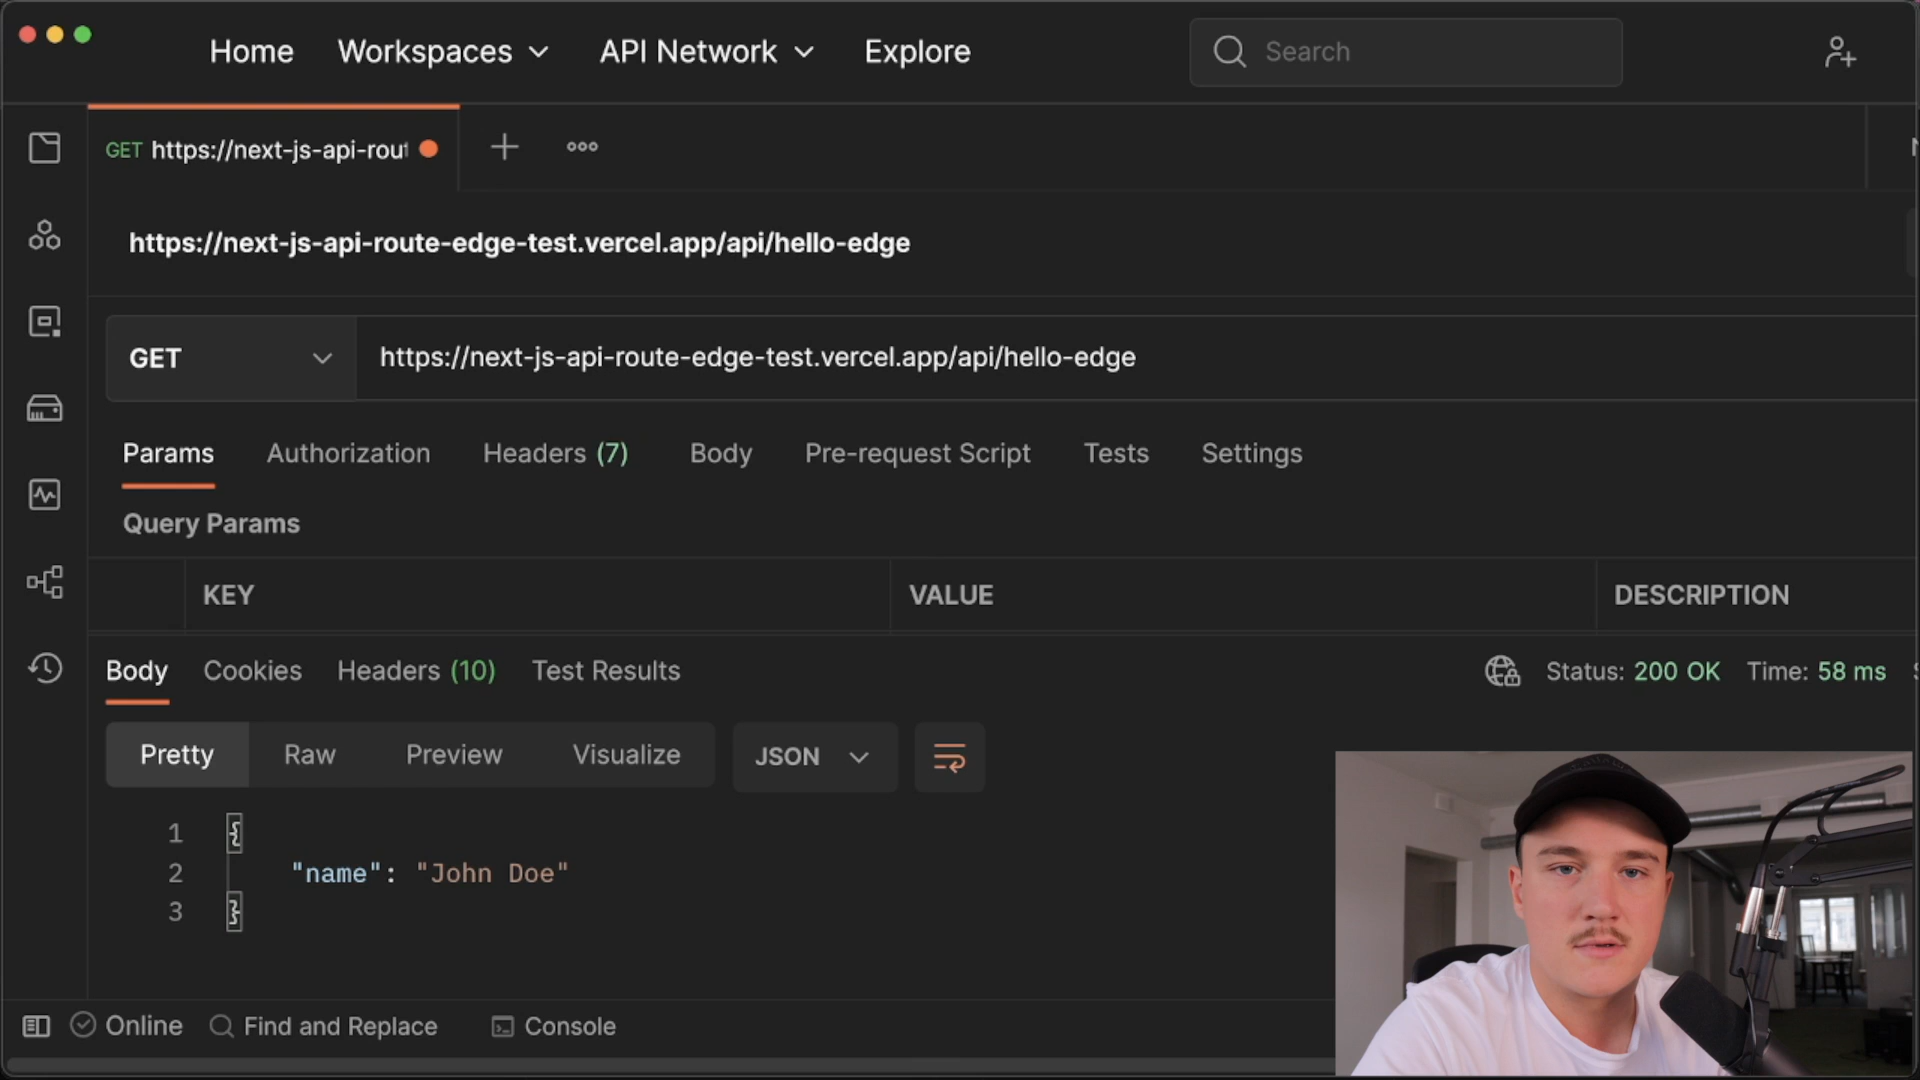 Home Workspaces API Network Explore Search
GET https://next-js-api-rout
https://next-js-api-route-edge-test.vercel.app/api/hello-edge
GET https://next-js-api-route-edge-test.vercel.app/api/hello-edge
Params Authorization Headers (7) Body Pre-request Script Tests Settings
Query Params
KEY VALUE DESCRIPTION
Body Cookies Headers (10) Test Results Status: 200 OK Time: 58 ms
Pretty Raw Preview Visualize JSON
1 {
2 "name": "John Doe"
3 }
Online Find and Replace Console